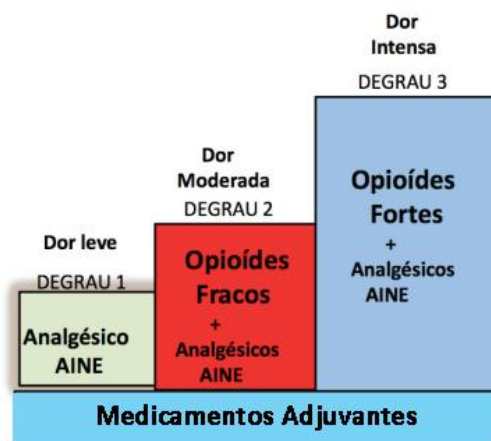 Dor leve
DEGRAU 1
Analgésico
AINE
Dor
Moderada
DEGRAU 2
Opioídes
Fracos
+
Analgésicos
AINE
Dor
Intensa
DEGRAU 3
Opioídes
Fortes
+
Analgésicos
AINE
Medicamentos Adjuvantes